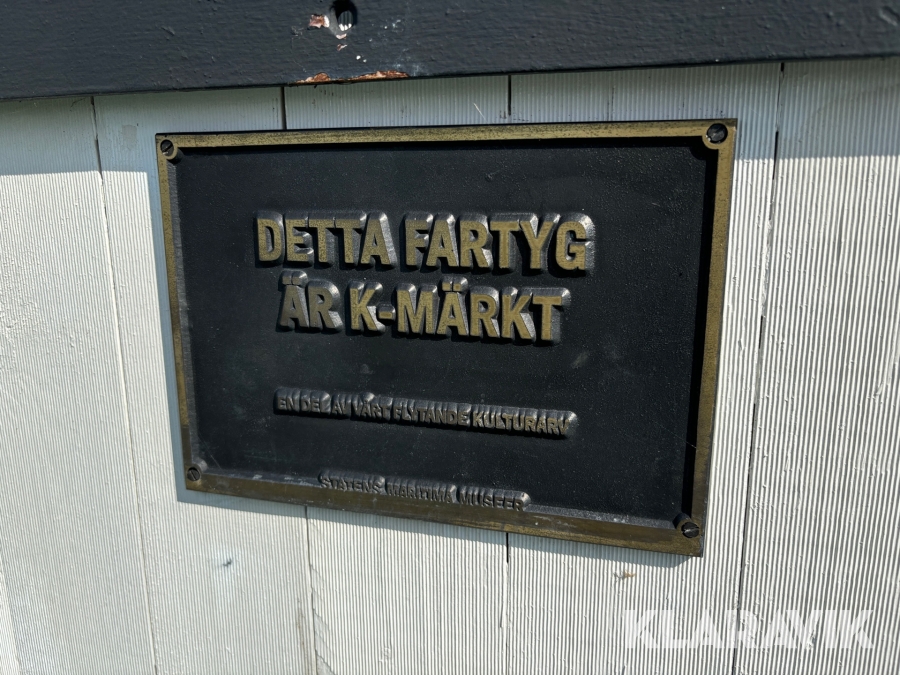 DETTA FARTYG
ÄR K-MÄRKT
EN DEL AV VÅRT FLYTANDE KULTURARV
STATENS MARITIMA MUSEER
KLARAVIK